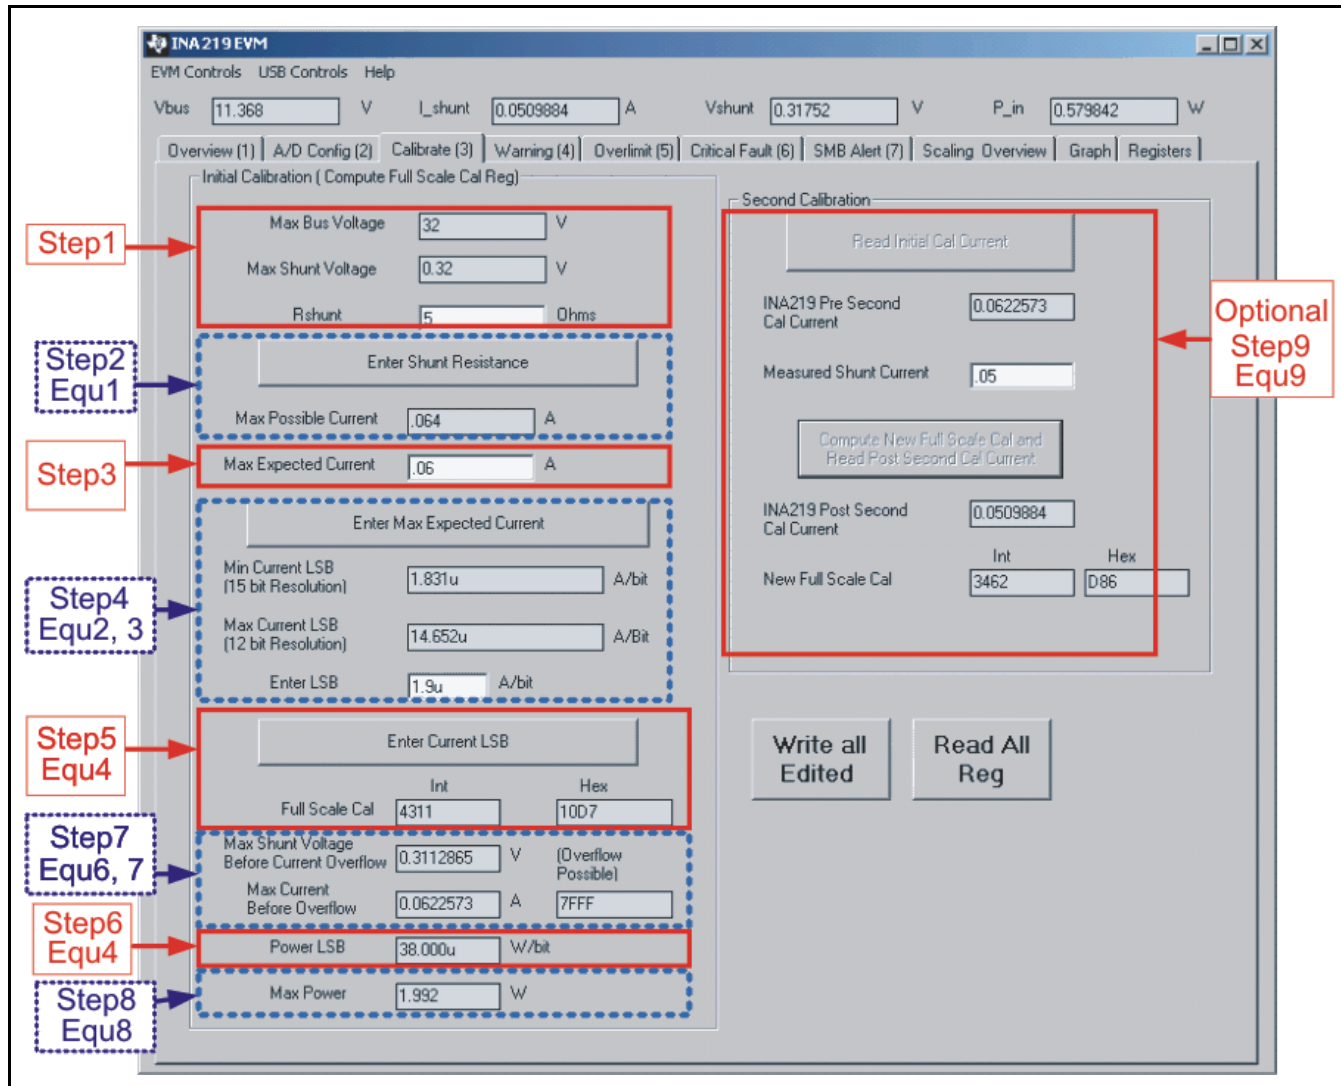 INA219 EVM
EVM Controls USB Controls Help
Vbus 11.368 V I_shunt 0.0509884 A Vshunt 0.31752 V P_in 0.579842 W
Overview (1) A/D Config (2) Calibrate (3) Warning (4) Overlimit (5) Critical Fault (6) SMB Alert (7) Scaling Overview Graph Registers
Initial Calibration ( Compute Full Scale Cal Reg)
Step1
Max Bus Voltage 32 V
Max Shunt Voltage 0.32 V
Rshunt 5 Ohms
Step2
Equ1
Enter Shunt Resistance
Max Possible Current .064 A
Step3
Max Expected Current .06 A
Enter Max Expected Current
Step4
Equ2, 3
Min Current LSB
(15 bit Resolution) 1.831u A/bit
Max Current LSB
(12 bit Resolution) 14.652u A/Bit
Enter LSB 1.9u A/bit
Step5
Equ4
Enter Current LSB
Int Hex
Full Scale Cal 4311 10D7
Step7
Equ6, 7
Max Shunt Voltage
Before Current Overflow 0.3112865 V (Overflow
Possible)
Max Current
Before Overflow 0.0622573 A 7FFF
Step6
Equ4
Power LSB 38.000u W/bit
Step8
Equ8
Max Power 1.992 W
Second Calibration
Read Initial Cal Current
INA219 Pre Second
Cal Current 0.0622573
Optional
Step9
Equ9
Measured Shunt Current .05
Compute New Full Scale Cal and
Read Post Second Cal Current
INA219 Post Second
Cal Current 0.0509884
Int Hex
New Full Scale Cal 3462 D86
Write all
Edited
Read All
Reg